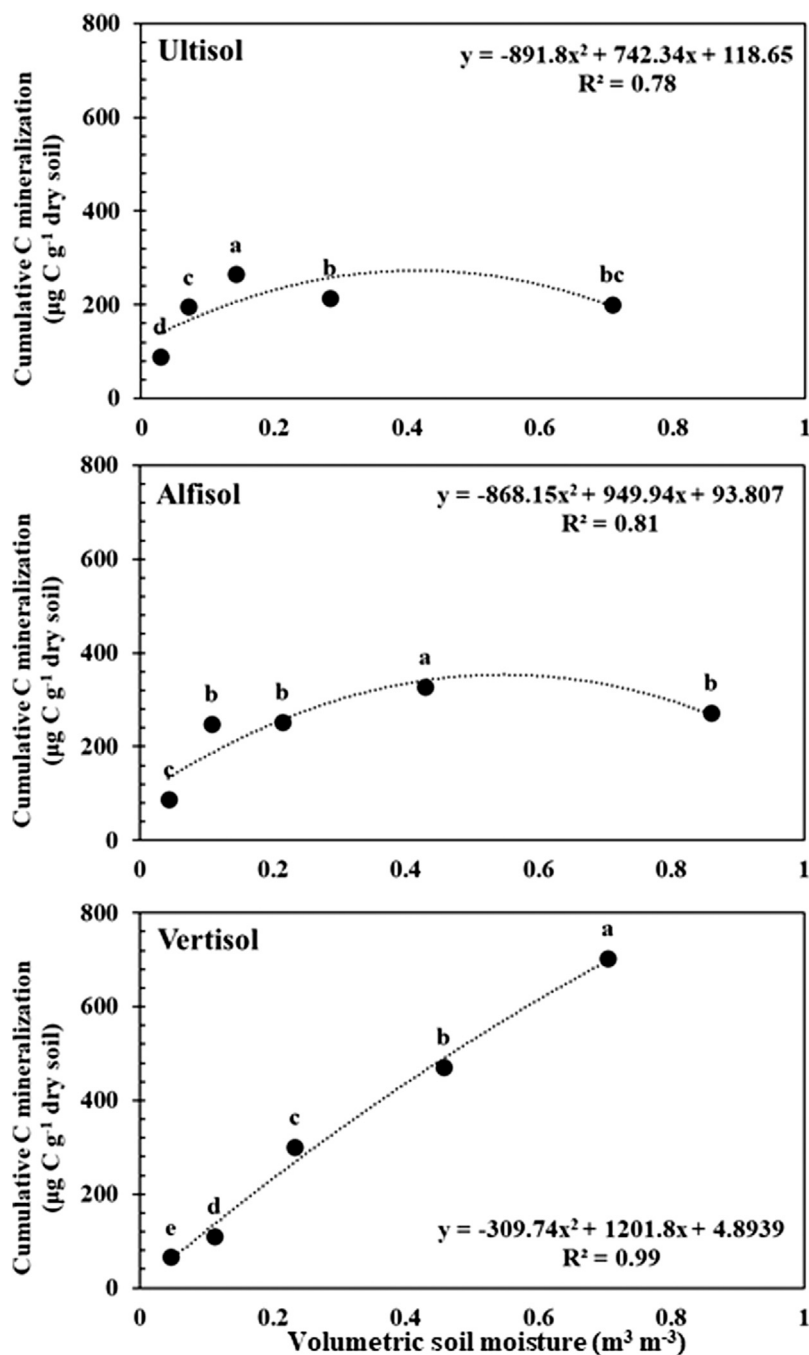 Ultisol
y = -891.8x² + 742.34x + 118.65
R² = 0.78
Cumulative C mineralization
(µg C g⁻¹ dry soil)
800
600
400
200
0
d
c
a
b
bc
0 0.2 0.4 0.6 0.8 1
Alfisol
y = -868.15x² + 949.94x + 93.807
R² = 0.81
Cumulative C mineralization
(µg C g⁻¹ dry soil)
800
600
400
200
0
c
b
b
a
b
0 0.2 0.4 0.6 0.8 1
Vertisol
Cumulative C mineralization
(µg C g⁻¹ dry soil)
800
600
400
200
0
e
d
c
b
a
y = -309.74x² + 1201.8x + 4.8939
R² = 0.99
0 0.2 0.4 0.6 0.8 1
Volumetric soil moisture (m³ m⁻³)